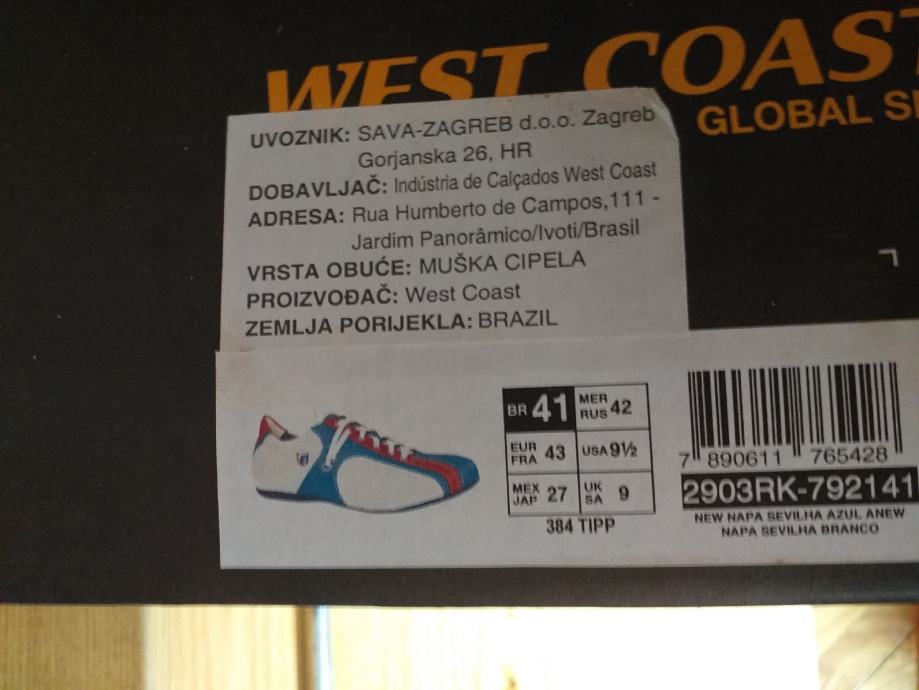 WEST COAST
GLOBAL
UVOZNIK: SAVA-ZAGREB d.o.o. Zagreb
Gorjanska 26, HR
DOBAVLJAČ: Indústria de Calçados West Coast
ADRESA: Rua Humberto de Campos,111 -
Jardim Panorâmico/Ivoti/Brasil
VRSTA OBUĆE: MUŠKA CIPELA
PROIZVOĐAČ: West Coast
ZEMLJA PORIJEKLA: BRAZIL
BR 41 MER RUS 42
EUR FRA 43 USA 9½
MEX JAP 27 UK SA 9
384 TIPP
7 890611 765428
2903RK-792141
NEW NAPA SEVILHA AZUL ANEW
NAPA SEVILHA BRANCO